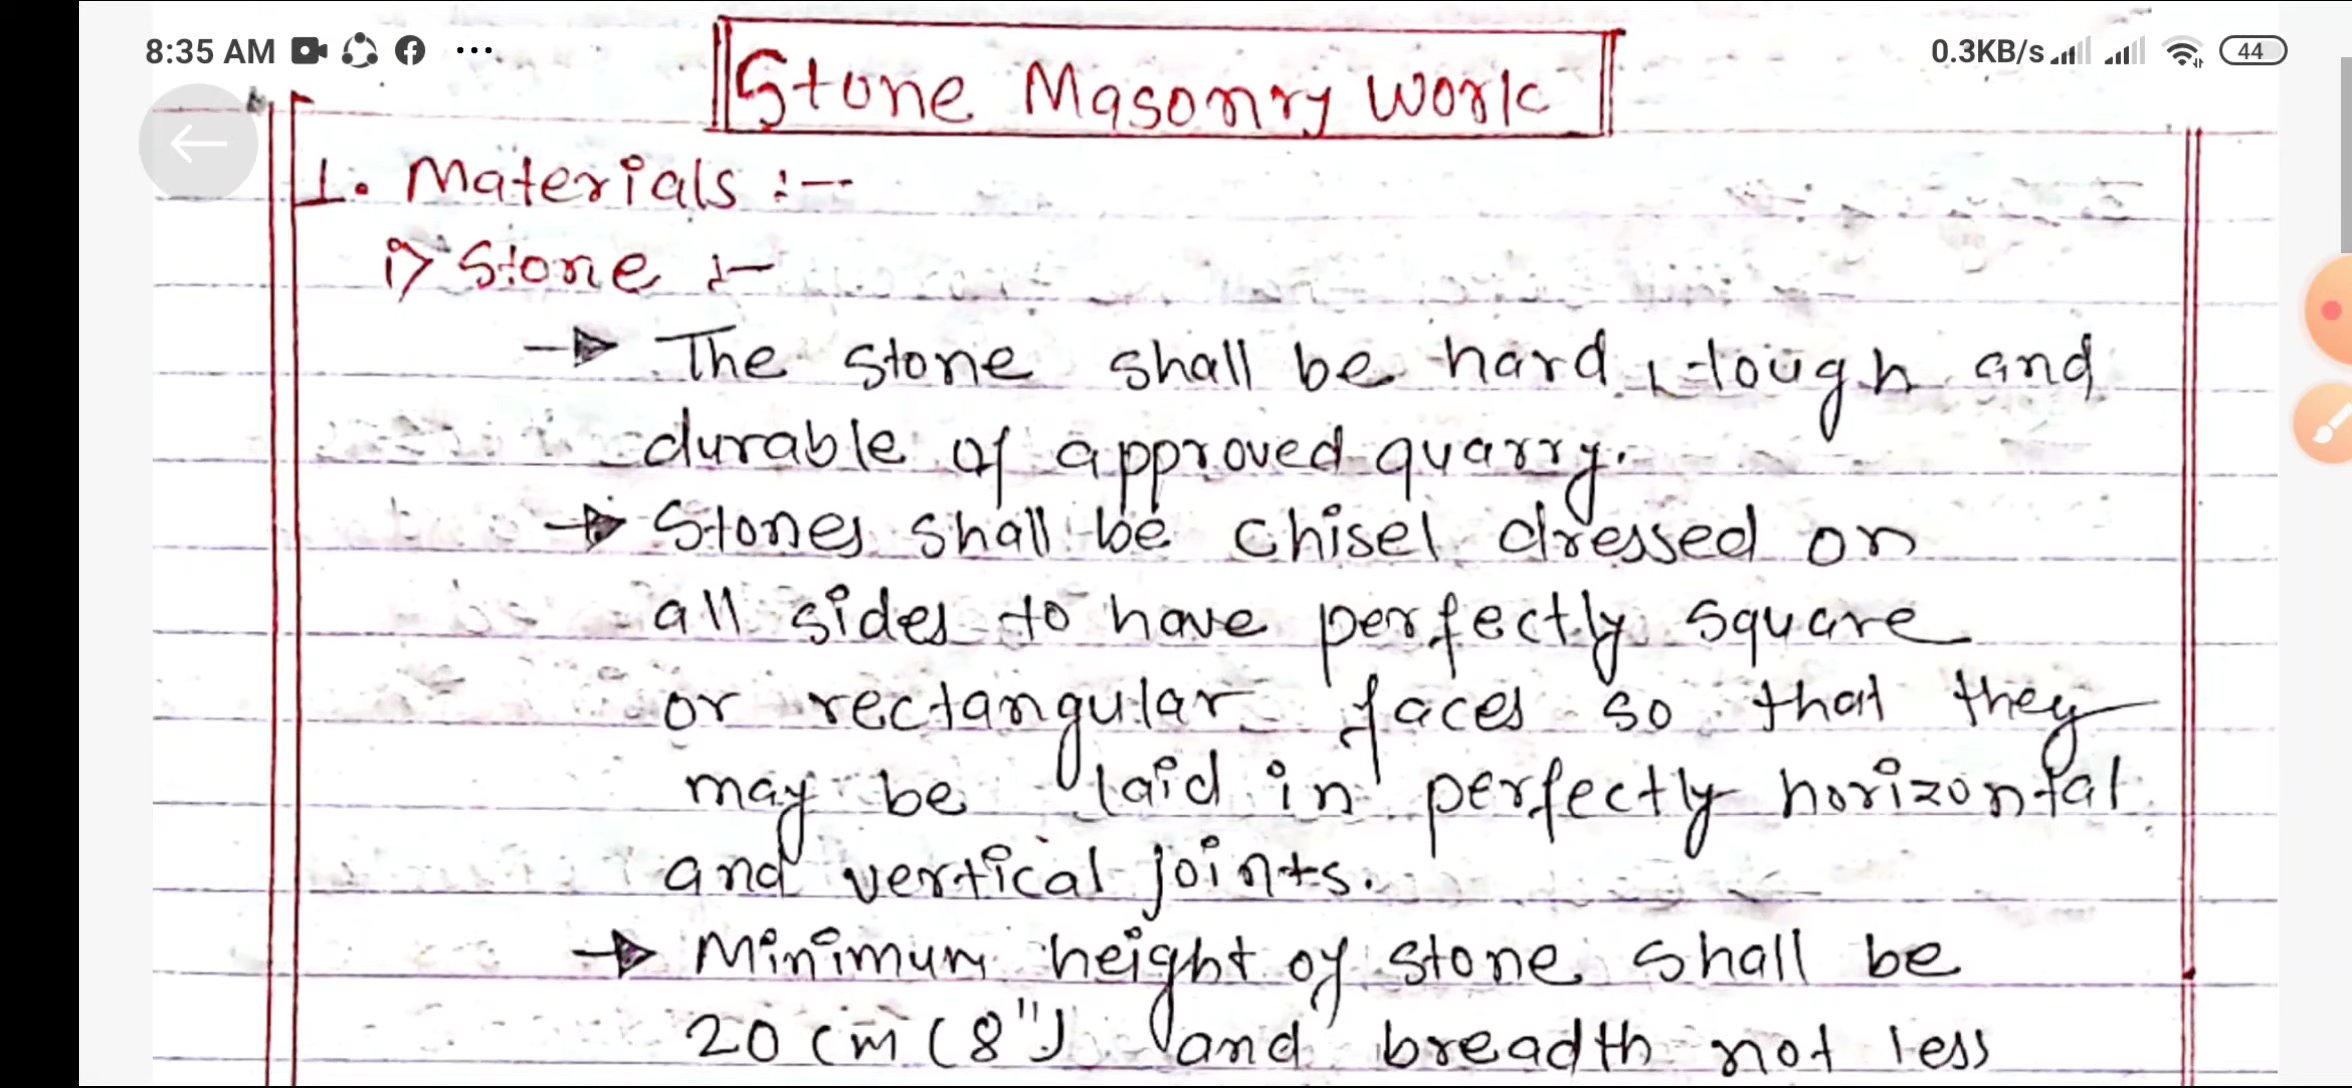 8:35 AM ...
0.3KB/s 44
Stone Masonry Work
1. Materials :-
i> Stone :-
→ The stone shall be hard, tough and
durable of approved quarry.
→ Stones shall be chisel dressed on
all sides to have perfectly square
or rectangular faces so that they
may be laid in perfectly horizontal
and vertical joints.
→ Minimum height of stone shall be
20 cm (8") and breadth not less